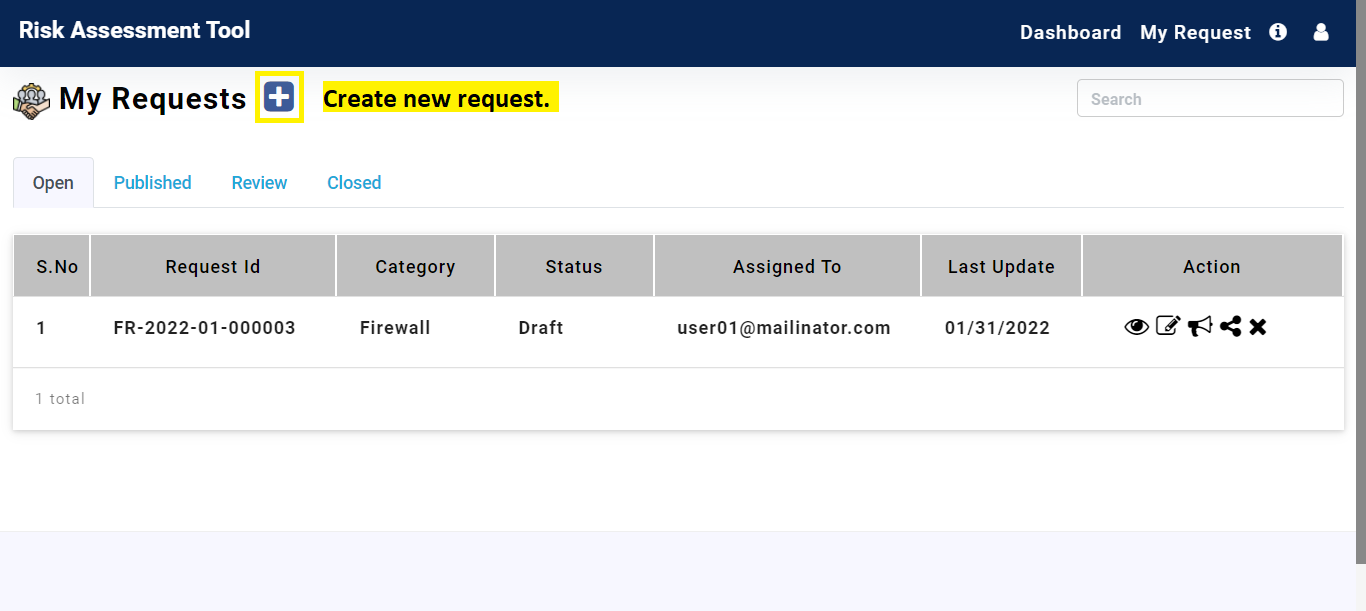 Risk Assessment Tool
Dashboard My Request
My Requests Create new request.
Search
Open Published Review Closed
S.No Request Id Category Status Assigned To Last Update Action
1 FR-2022-01-000003 Firewall Draft user01@mailinator.com 01/31/2022
1 total